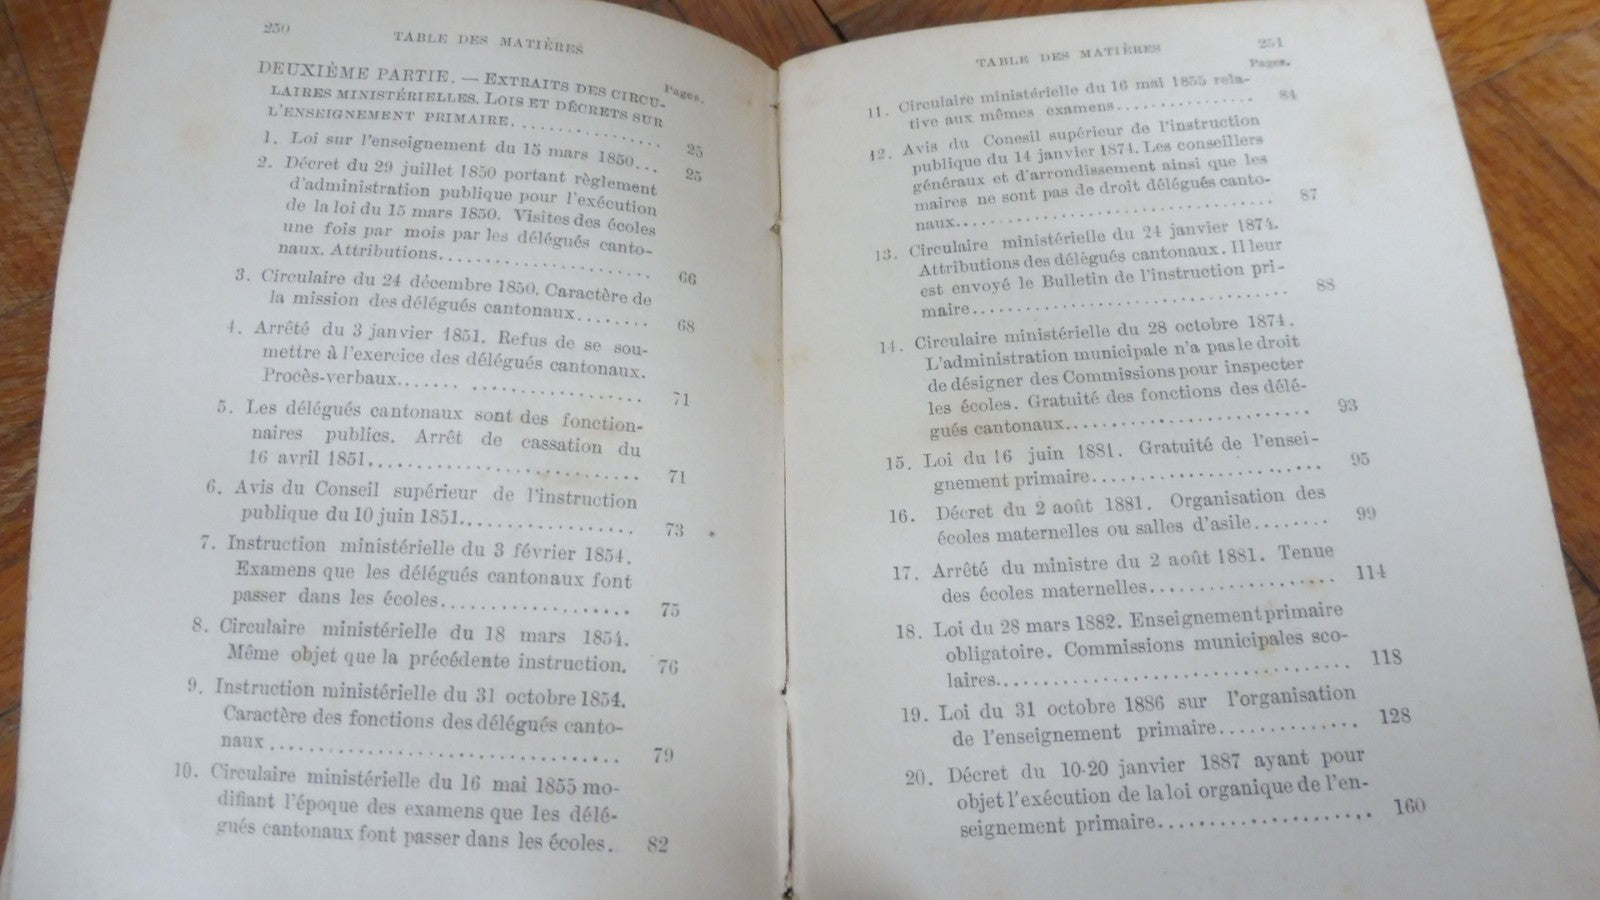 250
TABLE DES MATIÈRES
Pages.
DEUXIÈME PARTIE. — EXTRAITS DES CIRCU-
LAIRES MINISTÉRIELLES. LOIS ET DÉCRETS SUR
L'ENSEIGNEMENT PRIMAIRE................ 25
1. Loi sur l'enseignement du 15 mars 1850... 25
2. Décret du 29 juillet 1850 portant règlement
d'administration publique pour l'exécution
de la loi du 15 mars 1850. Visites des écoles
une fois par mois par les délégués canto-
naux. Attributions.................... 66
3. Circulaire du 24 décembre 1850. Caractère de
la mission des délégués cantonaux........ 68
4. Arrêté du 3 janvier 1851. Refus de se sou-
mettre à l'exercice des délégués cantonaux.
Procès-verbaux....... ................. 71
5. Les délégués cantonaux sont des fonction-
naires publics. Arrêt de cassation du
16 avril 1851......................... 71
6. Avis du Conseil supérieur de l'instruction
publique du 10 juin 1851................ 73
7. Instruction ministérielle du 3 février 1854.
Examens que les délégués cantonaux font
passer dans les écoles.................. 75
8. Circulaire ministérielle du 18 mars 1854.
Même objet que la précédente instruction. 76
9. Instruction ministérielle du 31 octobre 1854.
Caractère des fonctions des délégués canto-
naux ................................ 79
10. Circulaire ministérielle du 16 mai 1855 mo-
difiant l'époque des examens que les délé-
gués cantonaux font passer dans les écoles. 82
TABLE DES MATIÈRES
251
Pages.
11. Circulaire ministérielle du 16 mai 1855 rela-
tive aux mêmes examens............... 84
12. Avis du Conesil supérieur de l'instruction
publique du 14 janvier 1874. Les conseillers
généraux et d'arrondissement ainsi que les
maires ne sont pas de droit délégués canto-
naux................................ 87
13. Circulaire ministérielle du 24 janvier 1874.
Attributions des délégués cantonaux. Il leur
est envoyé le Bulletin de l'instruction pri-
maire................................ 88
14. Circulaire ministérielle du 28 octobre 1874.
L'administration municipale n'a pas le droit
de désigner des Commissions pour inspecter
les écoles. Gratuité des fonctions des délé-
gués cantonaux......................... 93
15. Loi du 16 juin 1881. Gratuité de l'ensei-
gnement primaire....................... 95
16. Décret du 2 août 1881. Organisation des
écoles maternelles ou salles d'asile........ 99
17. Arrêté du ministre du 2 août 1881. Tenue
des écoles maternelles................... 114
18. Loi du 28 mars 1882. Enseignement primaire
obligatoire. Commissions municipales sco-
laires................................ 118
19. Loi du 31 octobre 1886 sur l'organisation
de l'enseignement primaire.............. 128
20. Décret du 10-20 janvier 1887 ayant pour
objet l'exécution de la loi organique de l'en-
seignement primaire..................... 160